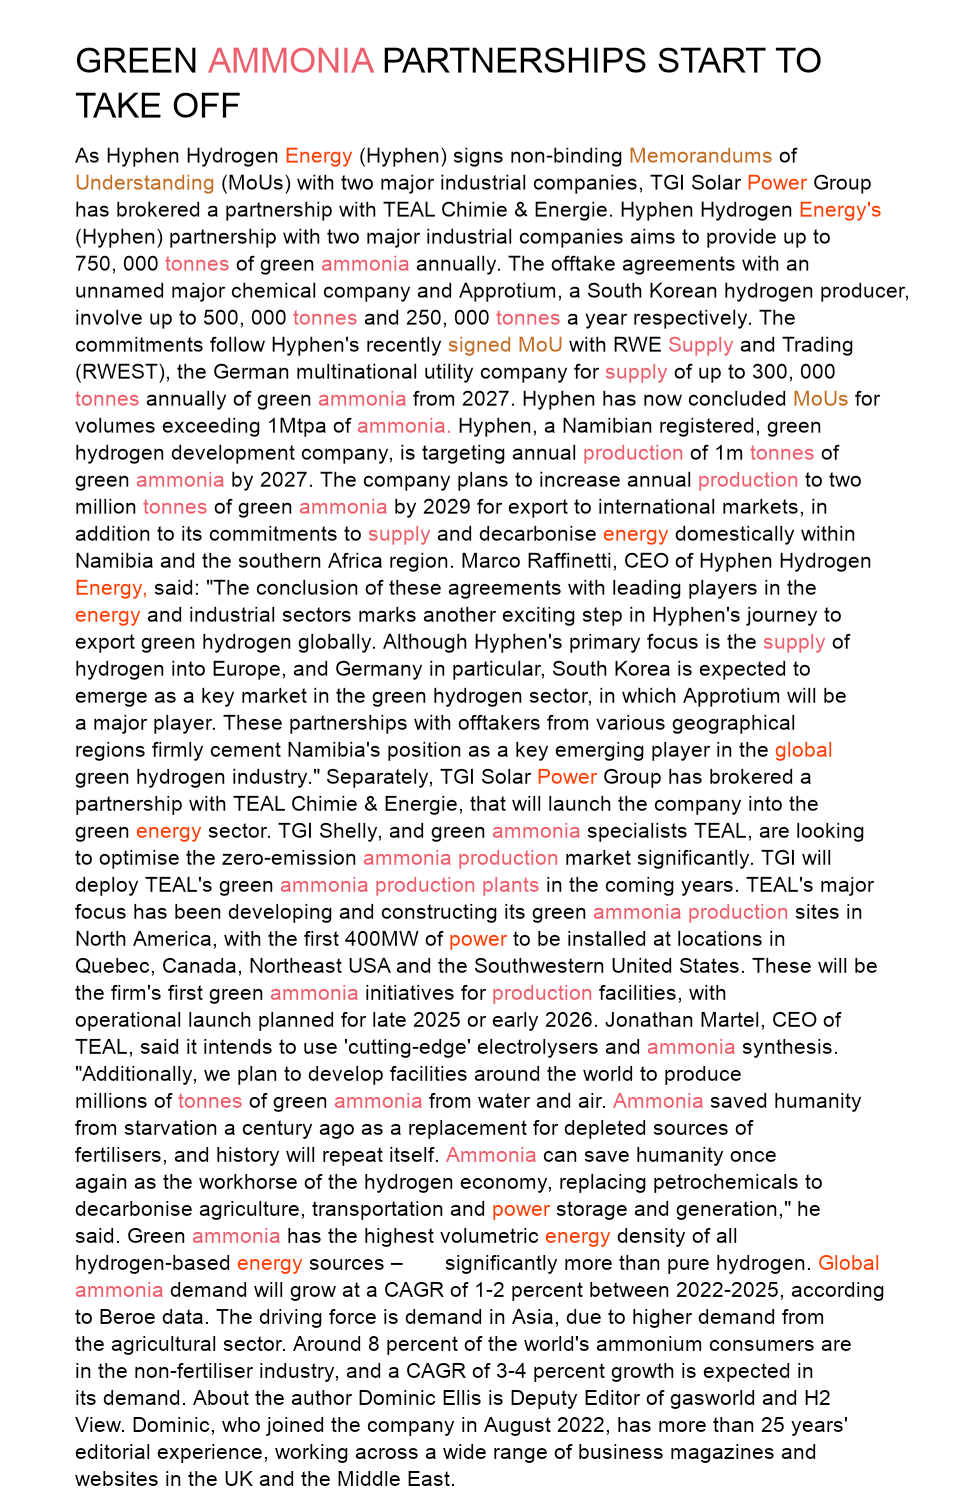 GREEN AMMONIA PARTNERSHIPS START TO
TAKE OFF
As Hyphen Hydrogen Energy (Hyphen) signs non-binding Memorandums of
Understanding (MoUs) with two major industrial companies, TGI Solar Power Group
has brokered a partnership with TEAL Chimie & Energie. Hyphen Hydrogen Energy's
(Hyphen) partnership with two major industrial companies aims to provide up to
750, 000 tonnes of green ammonia annually. The offtake agreements with an
unnamed major chemical company and Approtium, a South Korean hydrogen producer,
involve up to 500, 000 tonnes and 250, 000 tonnes a year respectively. The
commitments follow Hyphen's recently signed MoU with RWE Supply and Trading
(RWEST), the German multinational utility company for supply of up to 300, 000
tonnes annually of green ammonia from 2027. Hyphen has now concluded MoUs for
volumes exceeding 1Mtpa of ammonia. Hyphen, a Namibian registered, green
hydrogen development company, is targeting annual production of 1m tonnes of
green ammonia by 2027. The company plans to increase annual production to two
million tonnes of green ammonia by 2029 for export to international markets, in
addition to its commitments to supply and decarbonise energy domestically within
Namibia and the southern Africa region. Marco Raffinetti, CEO of Hyphen Hydrogen
Energy, said: "The conclusion of these agreements with leading players in the
energy and industrial sectors marks another exciting step in Hyphen's journey to
export green hydrogen globally. Although Hyphen's primary focus is the supply of
hydrogen into Europe, and Germany in particular, South Korea is expected to
emerge as a key market in the green hydrogen sector, in which Approtium will be
a major player. These partnerships with offtakers from various geographical
regions firmly cement Namibia's position as a key emerging player in the global
green hydrogen industry." Separately, TGI Solar Power Group has brokered a
partnership with TEAL Chimie & Energie, that will launch the company into the
green energy sector. TGI Shelly, and green ammonia specialists TEAL, are looking
to optimise the zero-emission ammonia production market significantly. TGI will
deploy TEAL's green ammonia production plants in the coming years. TEAL's major
focus has been developing and constructing its green ammonia production sites in
North America, with the first 400MW of power to be installed at locations in
Quebec, Canada, Northeast USA and the Southwestern United States. These will be
the firm's first green ammonia initiatives for production facilities, with
operational launch planned for late 2025 or early 2026. Jonathan Martel, CEO of
TEAL, said it intends to use 'cutting-edge' electrolysers and ammonia synthesis.
"Additionally, we plan to develop facilities around the world to produce
millions of tonnes of green ammonia from water and air. Ammonia saved humanity
from starvation a century ago as a replacement for depleted sources of
fertilisers, and history will repeat itself. Ammonia can save humanity once
again as the workhorse of the hydrogen economy, replacing petrochemicals to
decarbonise agriculture, transportation and power storage and generation," he
said. Green ammonia has the highest volumetric energy density of all
hydrogen-based energy sources – significantly more than pure hydrogen. Global
ammonia demand will grow at a CAGR of 1-2 percent between 2022-2025, according
to Beroe data. The driving force is demand in Asia, due to higher demand from
the agricultural sector. Around 8 percent of the world's ammonium consumers are
in the non-fertiliser industry, and a CAGR of 3-4 percent growth is expected in
its demand. About the author Dominic Ellis is Deputy Editor of gasworld and H2
View. Dominic, who joined the company in August 2022, has more than 25 years'
editorial experience, working across a wide range of business magazines and
websites in the UK and the Middle East.